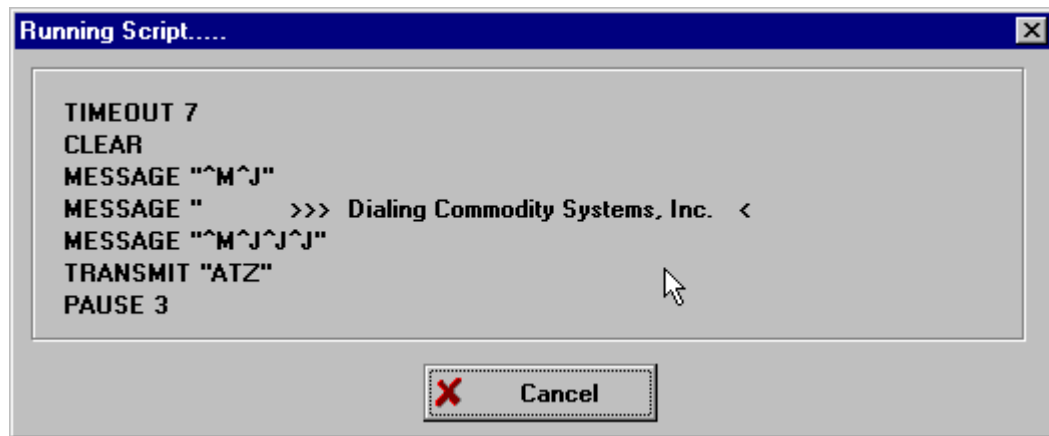 Running Script.....
TIMEOUT 7
CLEAR
MESSAGE "^M^J"
MESSAGE "       >>>  Dialing Commodity Systems, Inc.   <
MESSAGE "^M^J^J^J"
TRANSMIT "ATZ"
PAUSE 3
Cancel